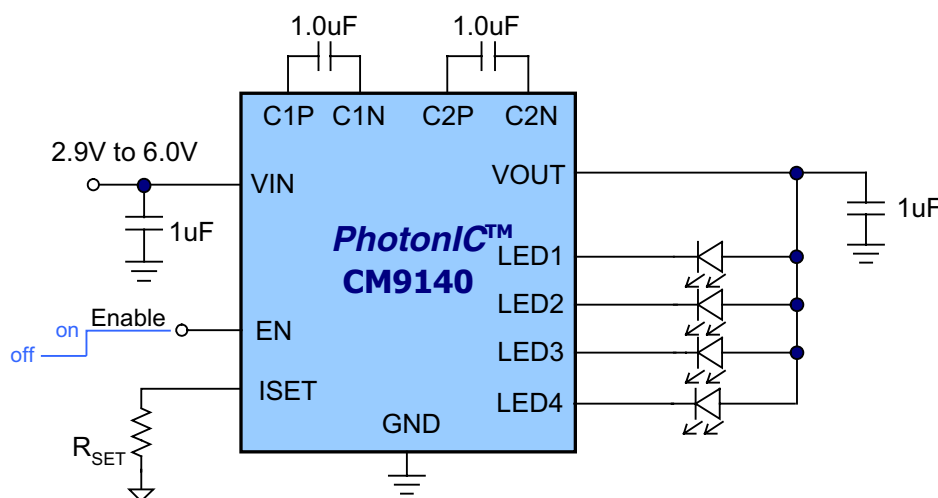 1.0uF 1.0uF
C1P C1N C2P C2N
2.9V to 6.0V
VIN
VOUT
1uF
1uF
PhotonIC™
CM9140
LED1
LED2
LED3
LED4
Enable
on
off
EN
ISET
GND
RSET